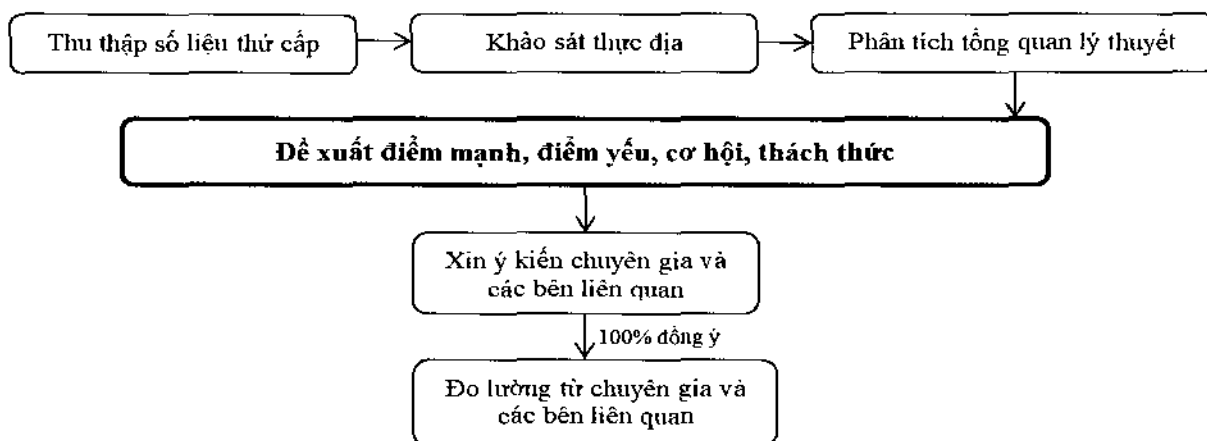 Thu thập số liệu thứ cấp
Khảo sát thực địa
Phân tích tổng quan lý thuyết
Đề xuất điểm mạnh, điểm yếu, cơ hội, thách thức
Xin ý kiến chuyên gia và
các bên liên quan
100% đồng ý
Đo lường từ chuyên gia và
các bên liên quan